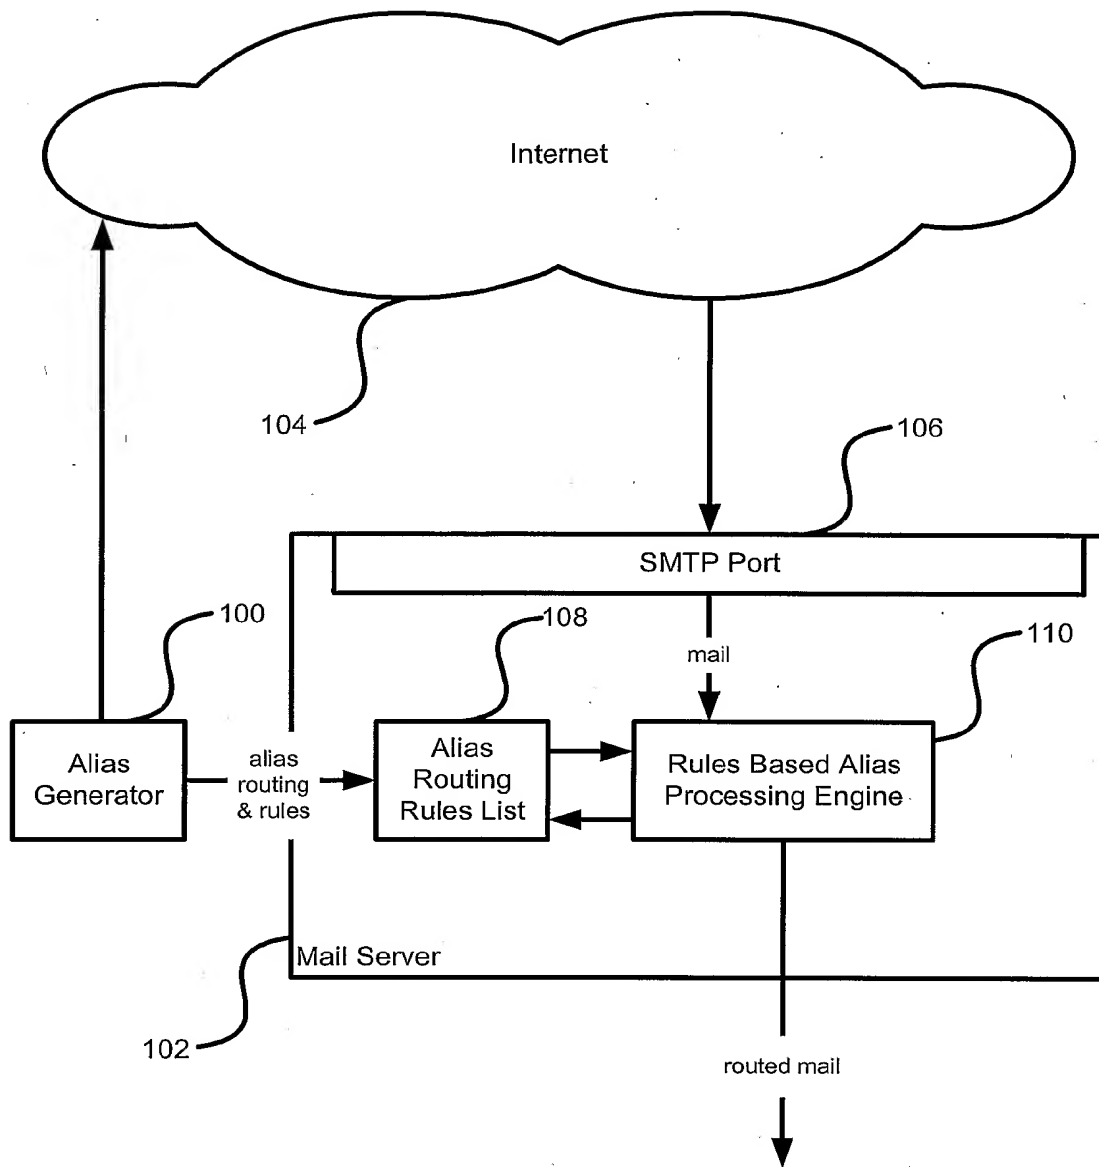 Internet
104
106
SMTP Port
100
108
110
mail
Alias
Generator
alias
routing
& rules
Alias
Routing
Rules List
Rules Based Alias
Processing Engine
Mail Server
102
routed mail